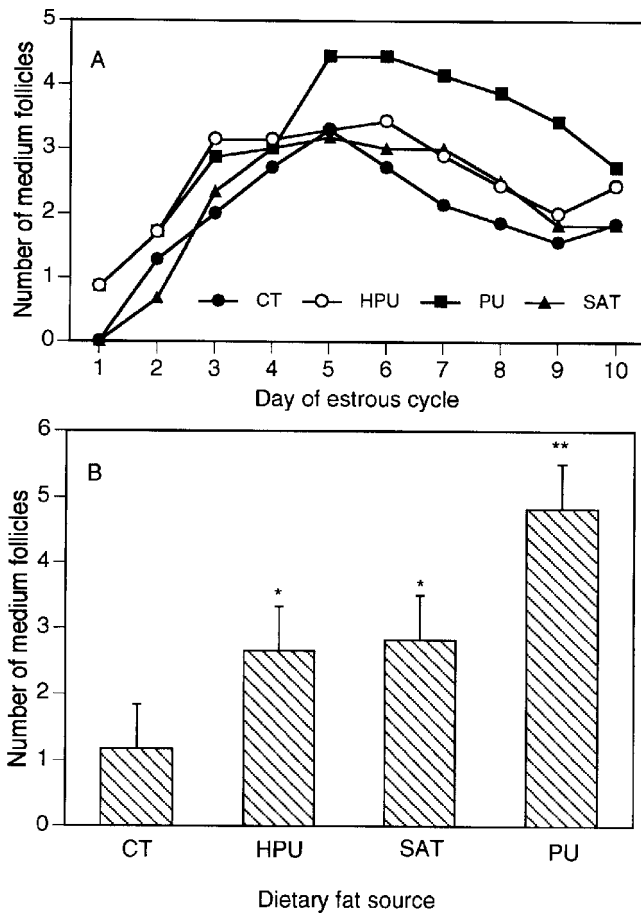 A
Number of medium follicles
5
4
3
2
1
0
CT HPU PU SAT
1 2 3 4 5 6 7 8 9 10
Day of estrous cycle
B
Number of medium follicles
6
5
4
3
2
1
0
* * **
CT HPU SAT PU
Dietary fat source